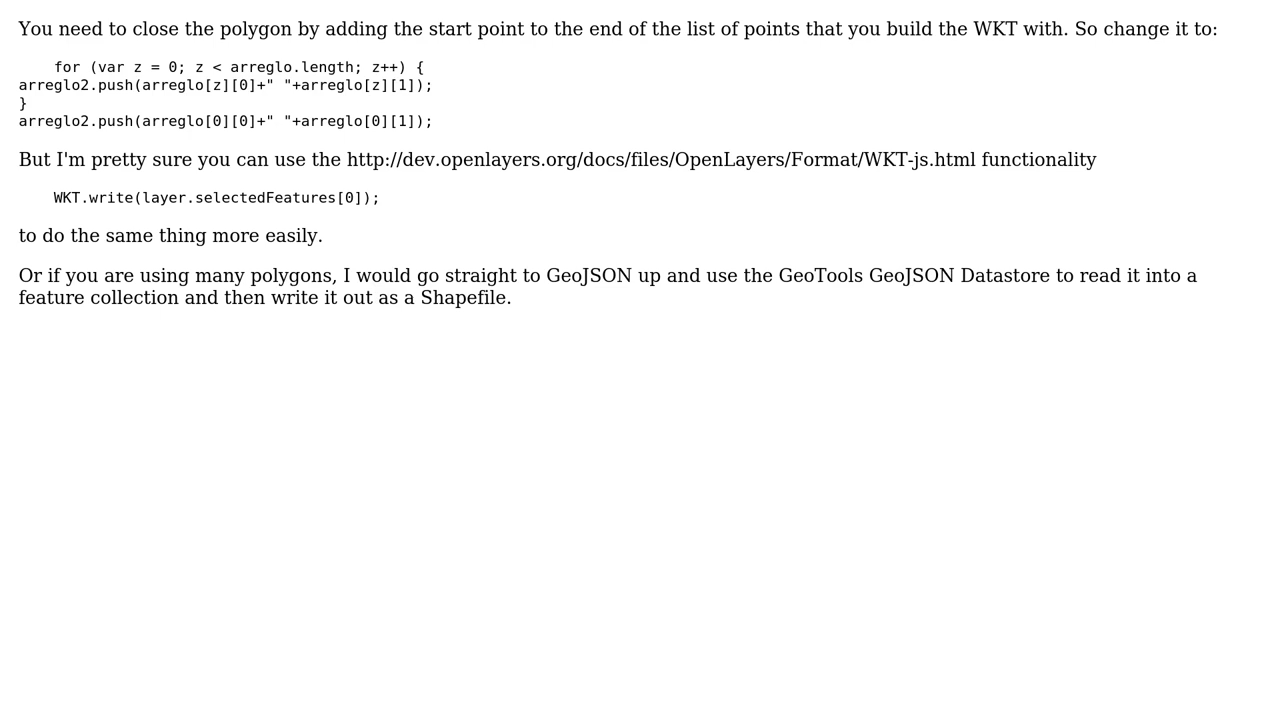 You need to close the polygon by adding the start point to the end of the list of points that you build the WKT with. So change it to:
    for (var z = 0; z < arreglo.length; z++) {
arreglo2.push(arreglo[z][0]+" "+arreglo[z][1]);
}
arreglo2.push(arreglo[0][0]+" "+arreglo[0][1]);
But I'm pretty sure you can use the http://dev.openlayers.org/docs/files/OpenLayers/Format/WKT-js.html functionality
    WKT.write(layer.selectedFeatures[0]);
to do the same thing more easily.
Or if you are using many polygons, I would go straight to GeoJSON up and use the GeoTools GeoJSON Datastore to read it into a
feature collection and then write it out as a Shapefile.